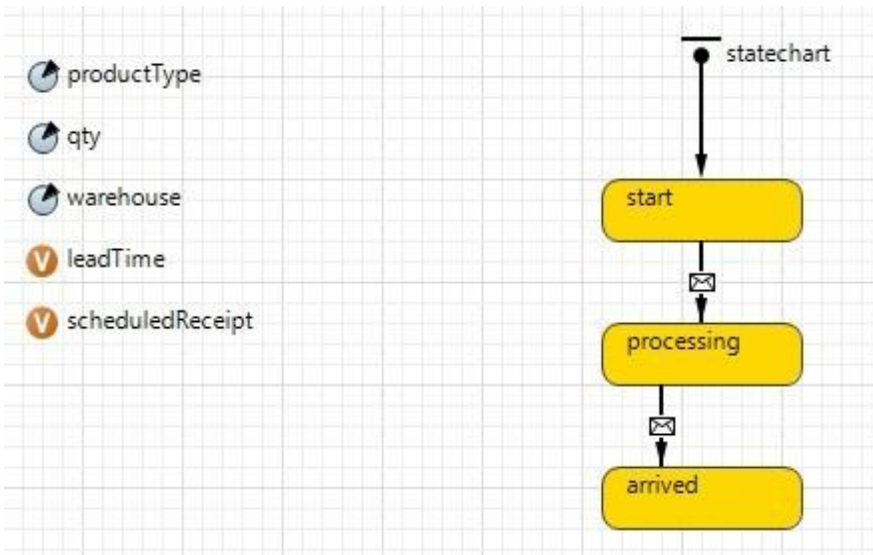 statechart
productType
qty
warehouse
leadTime
scheduledReceipt
start
processing
arrived